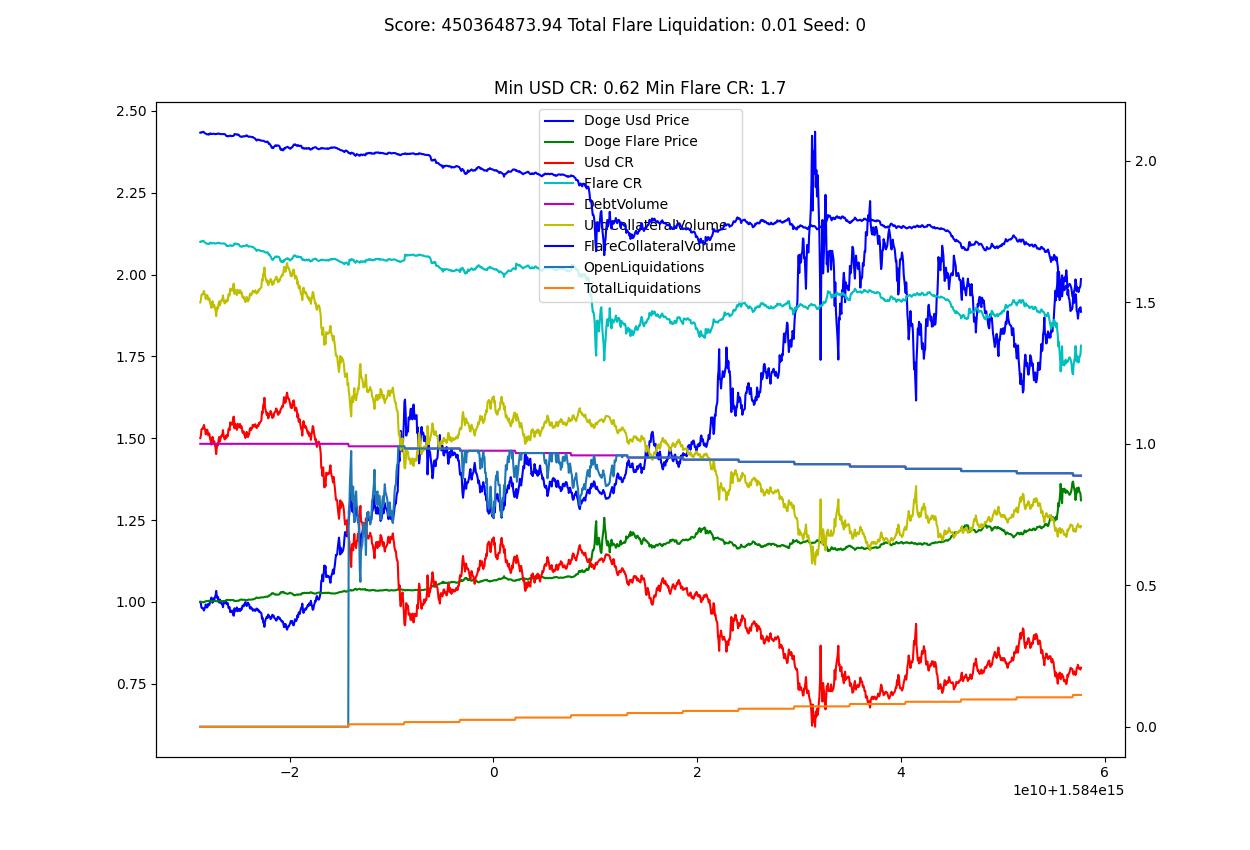 Score: 450364873.94 Total Flare Liquidation: 0.01 Seed: 0
Min USD CR: 0.62 Min Flare CR: 1.7
2.50
2.25
2.00
1.75
1.50
1.25
1.00
0.75
Doge Usd Price
Doge Flare Price
Usd CR
Flare CR
DebtVolume
UsdCollateralVolume
FlareCollateralVolume
OpenLiquidations
TotalLiquidations
2.0
1.5
1.0
0.5
0.0
−2
0
2
4
6
1e10+1.584e15